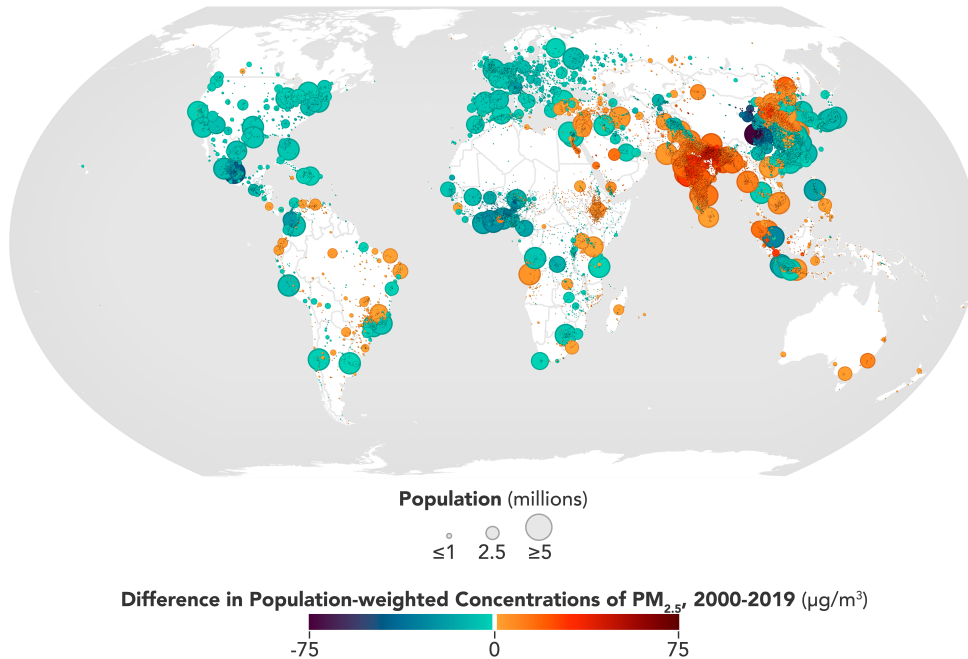 Population (millions)
≤1 2.5 ≥5
Difference in Population-weighted Concentrations of PM2.5, 2000-2019 (µg/m³)
-75 0 75